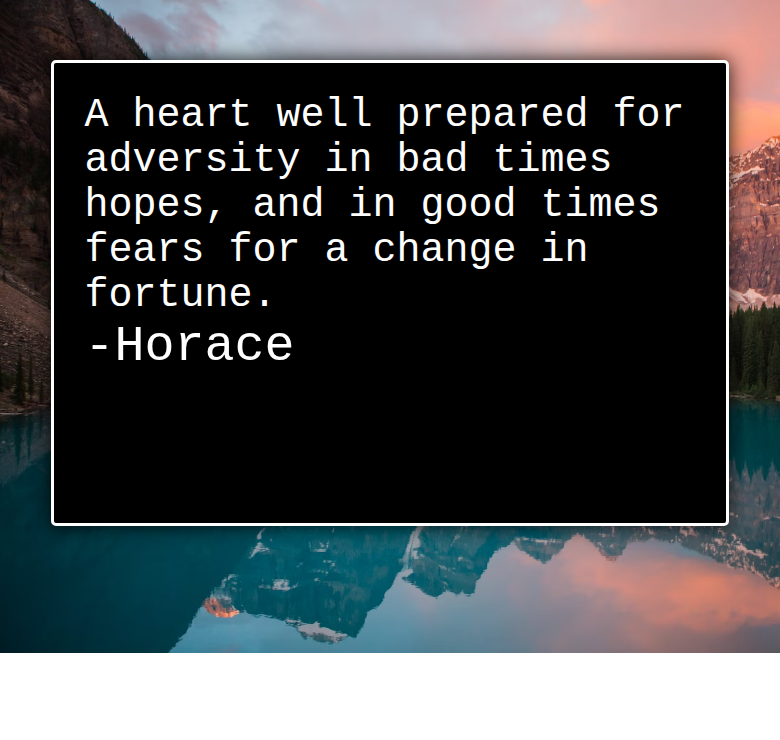 A heart well prepared for
adversity in bad times
hopes, and in good times
fears for a change in
fortune.
-Horace